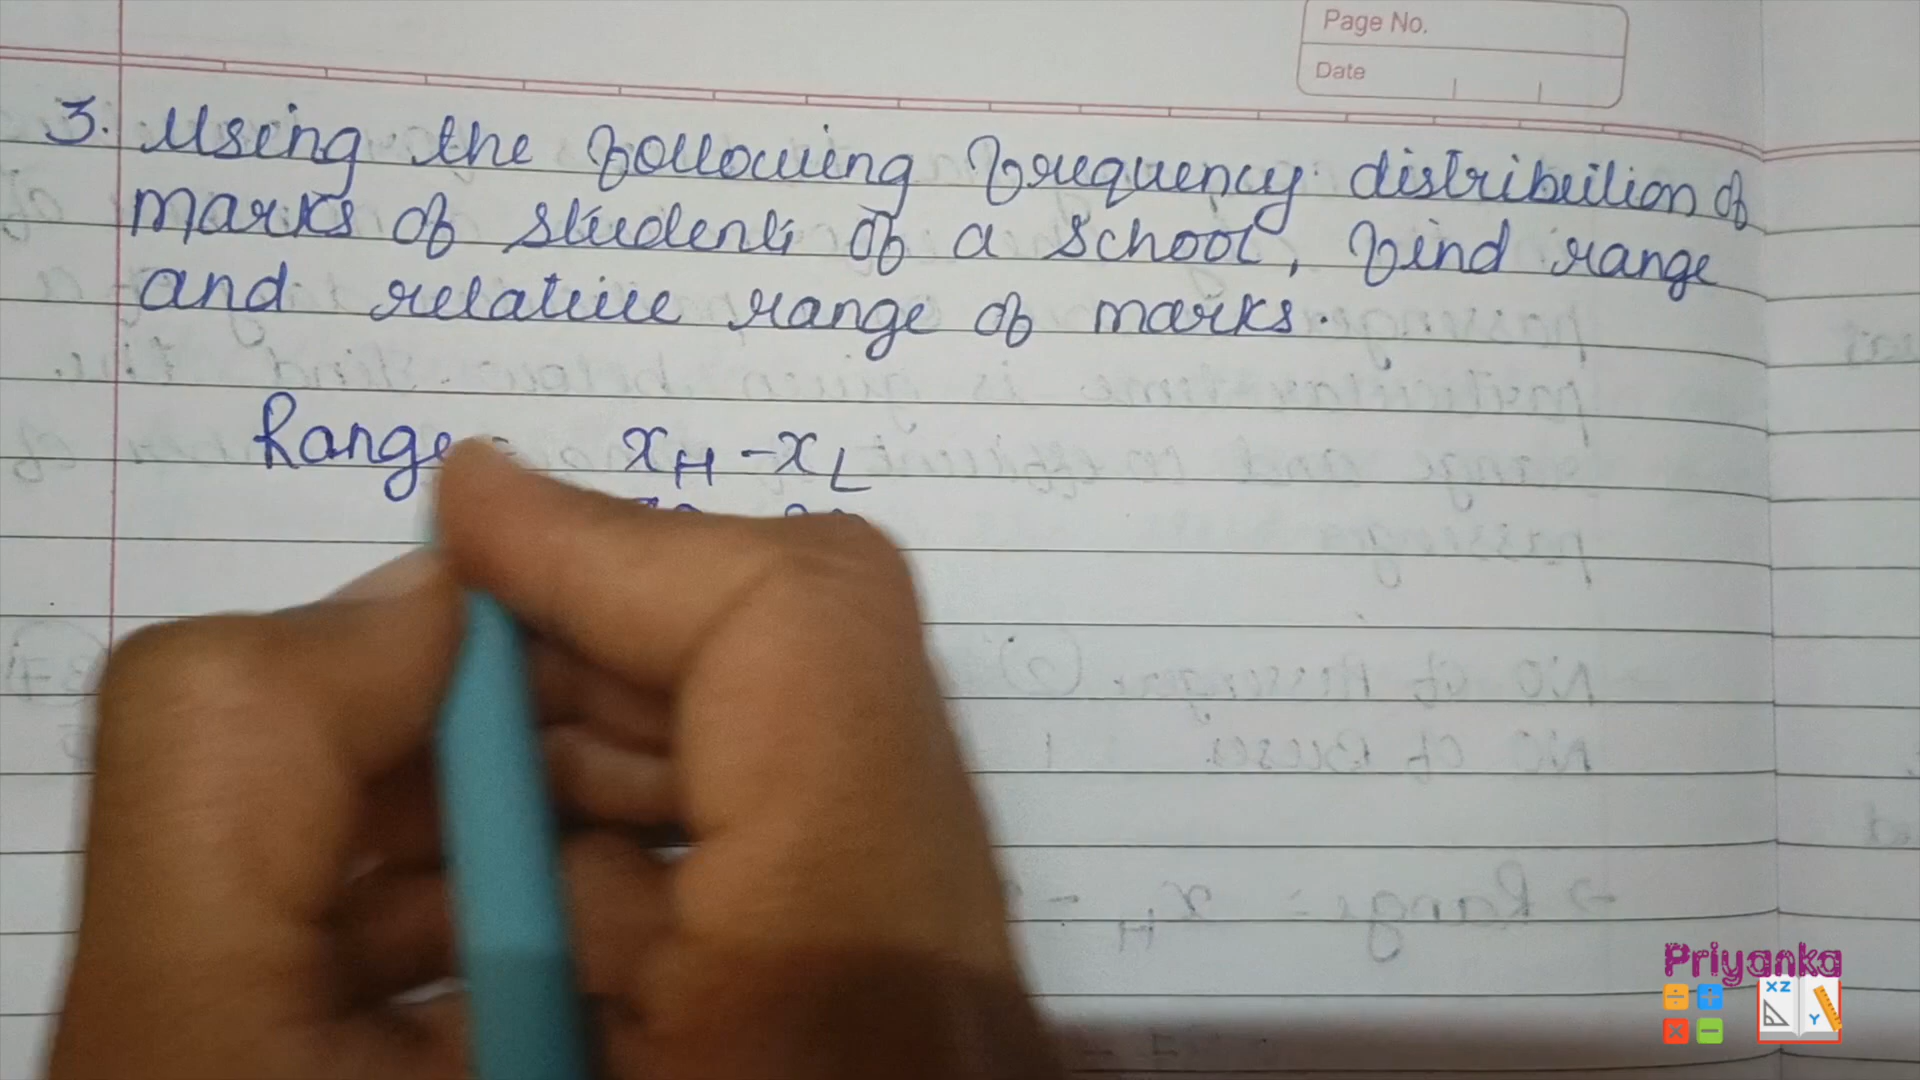 Page No.
Date
3. Using the following frequency distribution of
marks of students of a school, find range
and relative range of marks.
Range = xH - xL
Priyanka
XZ
Y